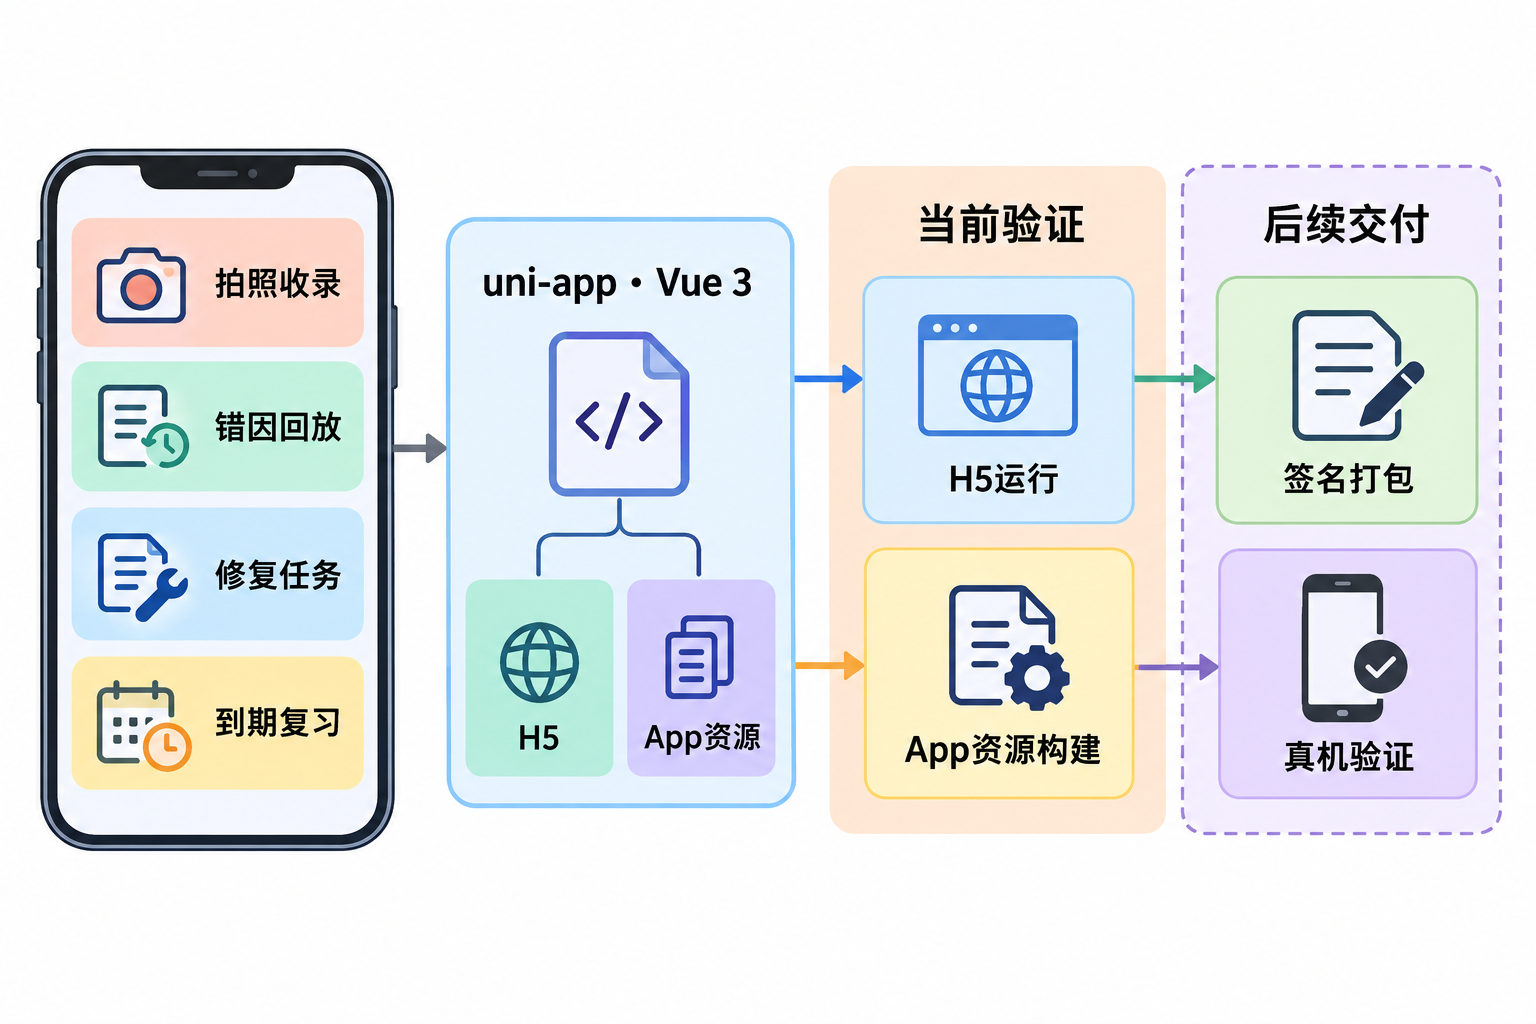 拍照收录
错因回放
修复任务
到期复习
uni-app · Vue 3
</>
H5
App资源
当前验证
H5运行
App资源构建
后续交付
签名打包
真机验证